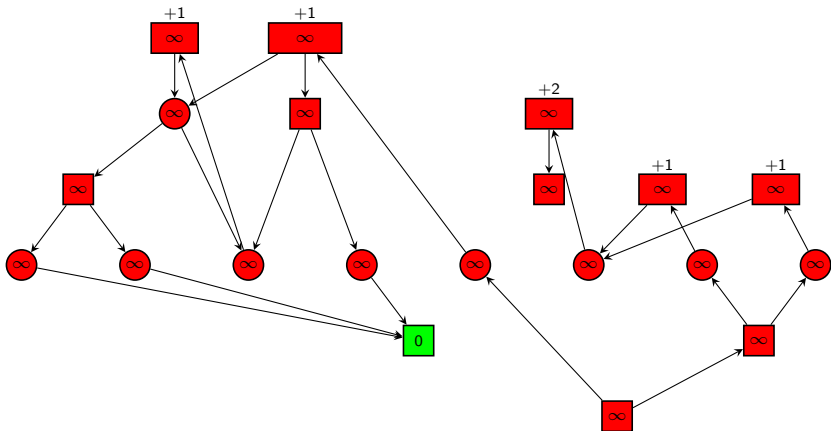 +1 +1
∞ ∞
∞ ∞ +2
∞
∞ ∞ +1 +1
∞ ∞
∞ ∞ ∞ ∞ ∞ ∞ ∞ ∞
0 ∞
∞